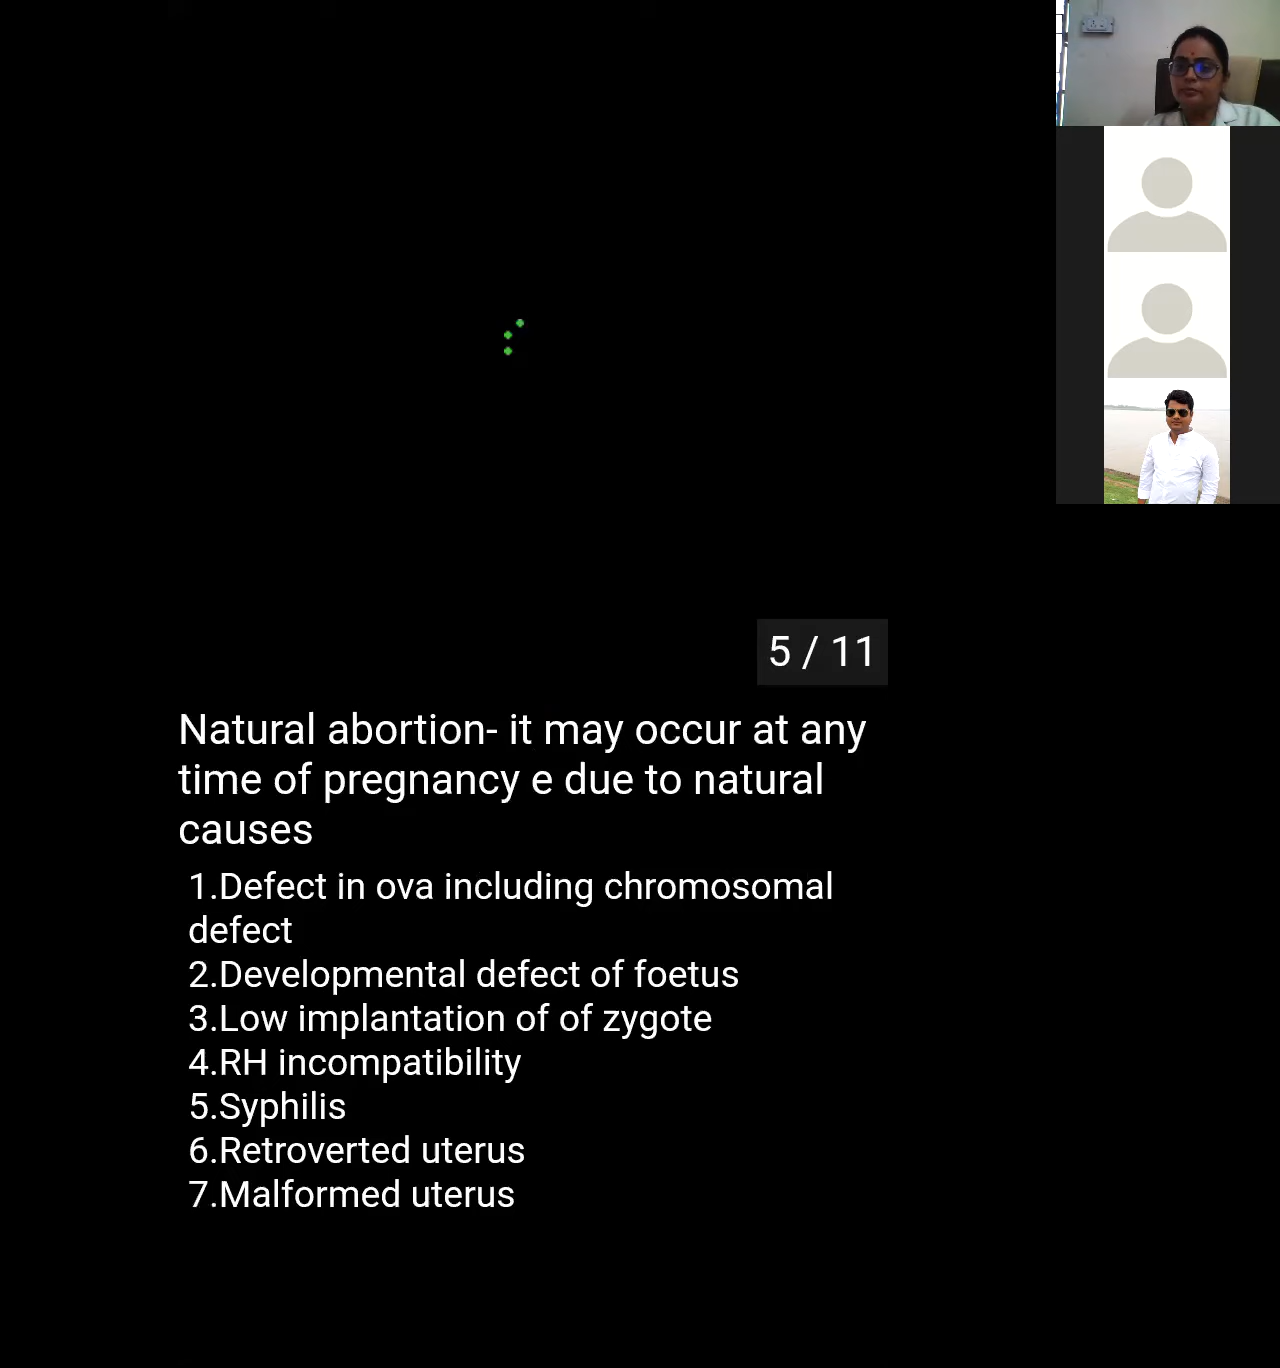 5 / 11
Natural abortion- it may occur at any
time of pregnancy e due to natural
causes
1.Defect in ova including chromosomal
defect
2.Developmental defect of foetus
3.Low implantation of of zygote
4.RH incompatibility
5.Syphilis
6.Retroverted uterus
7.Malformed uterus